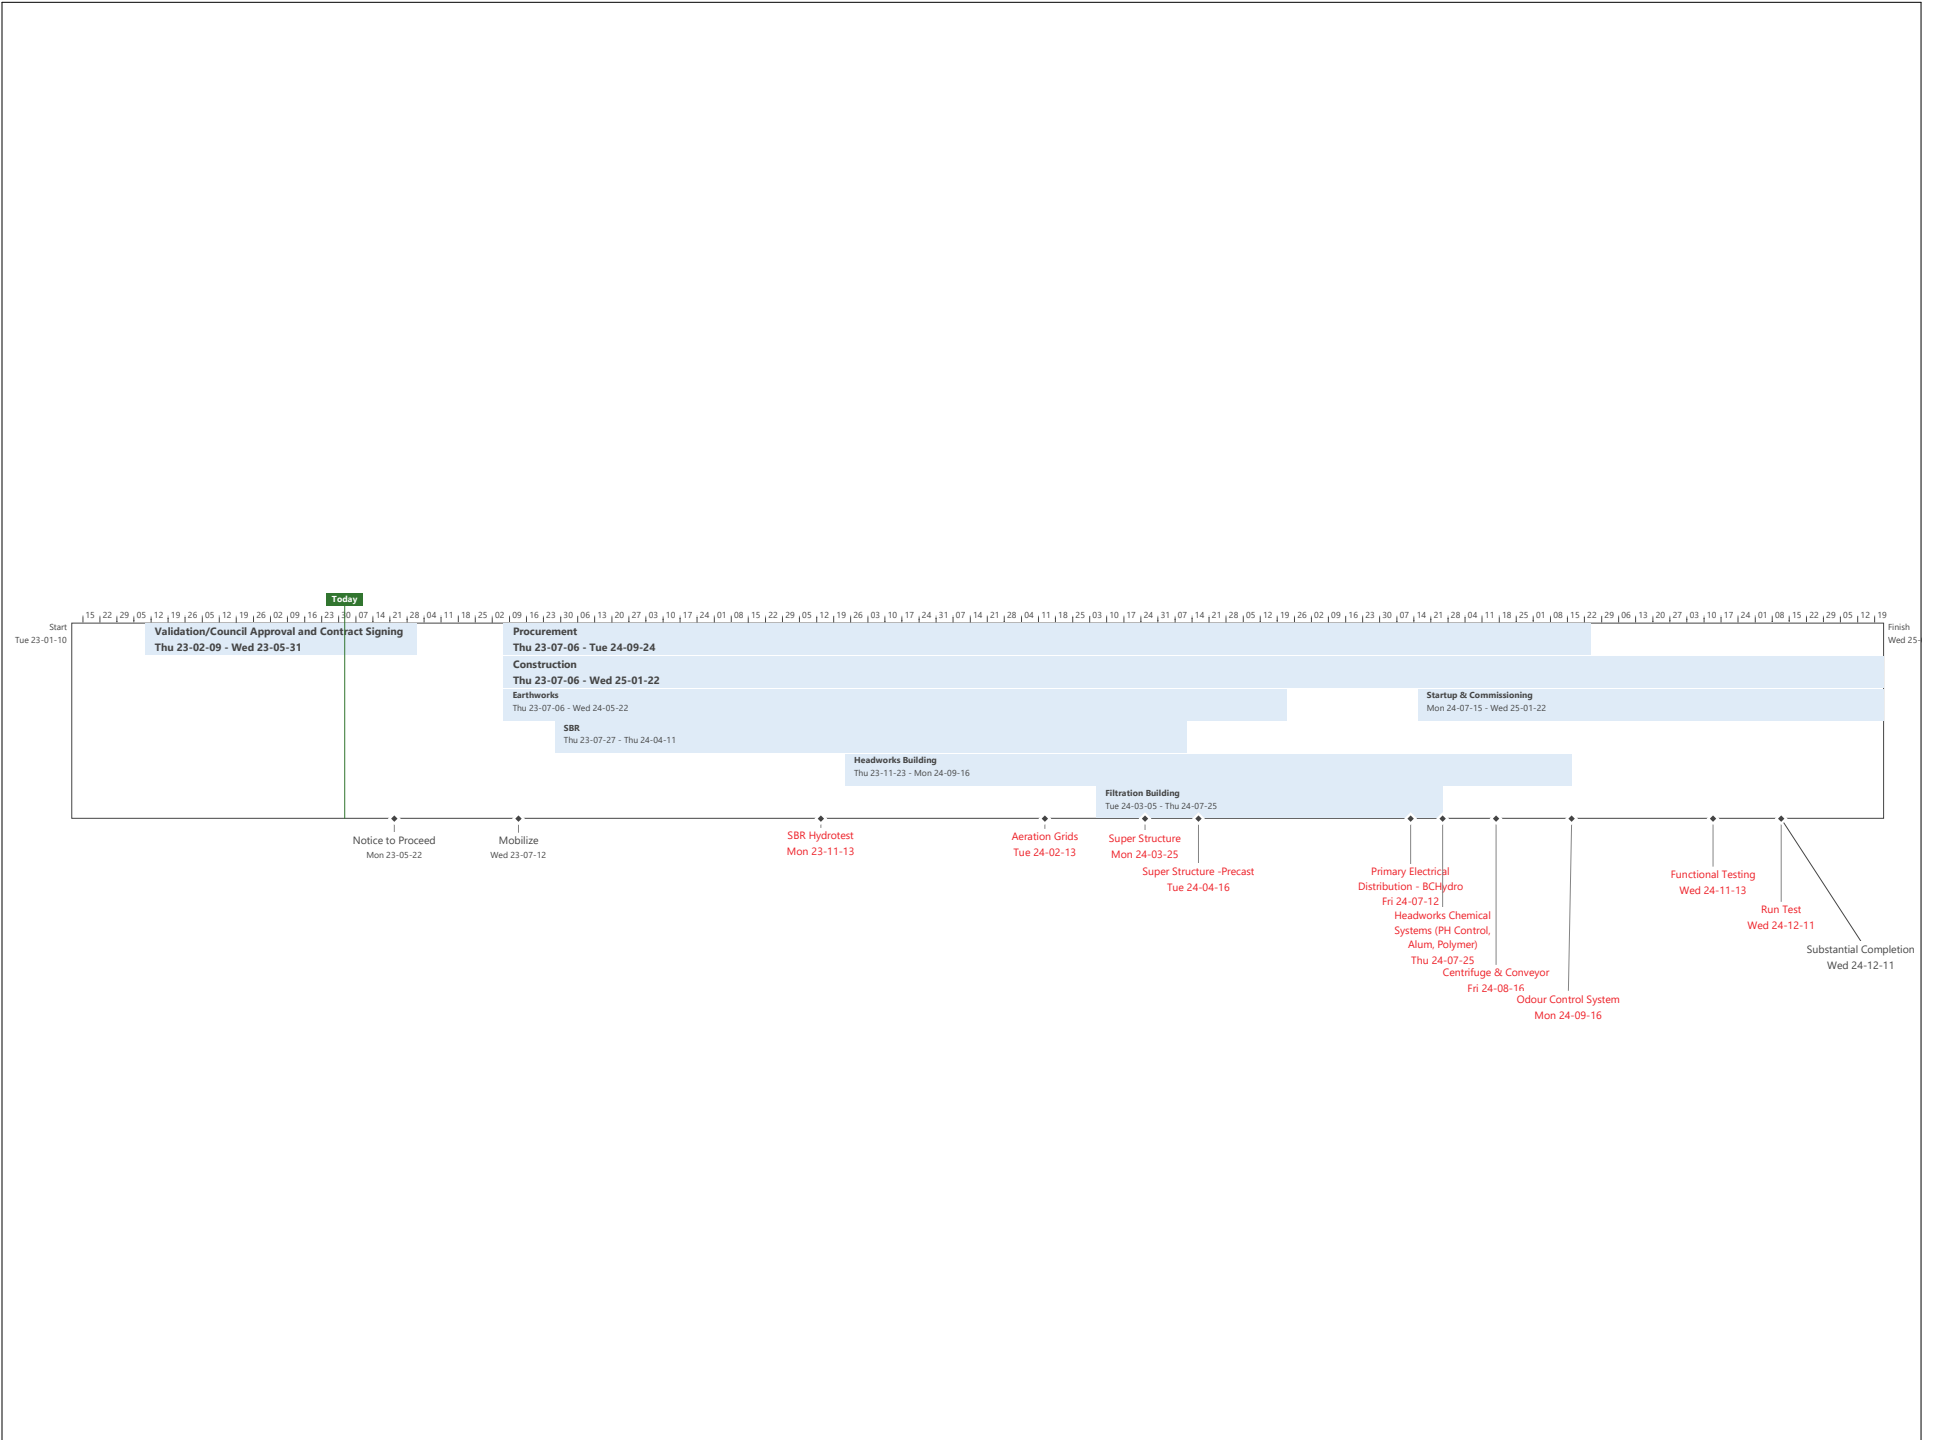 Today
15 22 29 05 12 19 26 05 12 19 26 02 09 16 23 30 07 14 21 28 04 11 18 25 02 09 16 23 30 06 13 20 27 03 10 17 24 01 08 15 22 29 05 12 19 26 03 10 17 24 31 07 14 21 28 04 11 18 25 03 10 17 24 31 07 14 21 28 05 12 19 26 02 09 16 23 30 07 14 21 28 04 11 18 25 01 08 15 22 29 06 13 20 27 03 10 17 24 01 08 15 22 29 05 12 19
Start
Tue 23-01-10
Validation/Council Approval and Contract Signing
Thu 23-02-09 - Wed 23-05-31
Procurement
Thu 23-07-06 - Tue 24-09-24
Finish
Wed 25-
Construction
Thu 23-07-06 - Wed 25-01-22
Earthworks
Thu 23-07-06 - Wed 24-05-22
Startup & Commissioning
Mon 24-07-15 - Wed 25-01-22
SBR
Thu 23-07-27 - Thu 24-04-11
Headworks Building
Thu 23-11-23 - Mon 24-09-16
Filtration Building
Tue 24-03-05 - Thu 24-07-25
Notice to Proceed
Mon 23-05-22
Mobilize
Wed 23-07-12
SBR Hydrotest
Mon 23-11-13
Aeration Grids
Tue 24-02-13
Super Structure
Mon 24-03-25
Super Structure -Precast
Tue 24-04-16
Primary Electrical
Distribution - BCHydro
Fri 24-07-12
Headworks Chemical
Systems (PH Control,
Alum, Polymer)
Thu 24-07-25
Centrifuge & Conveyor
Fri 24-08-16
Odour Control System
Mon 24-09-16
Functional Testing
Wed 24-11-13
Run Test
Wed 24-12-11
Substantial Completion
Wed 24-12-11